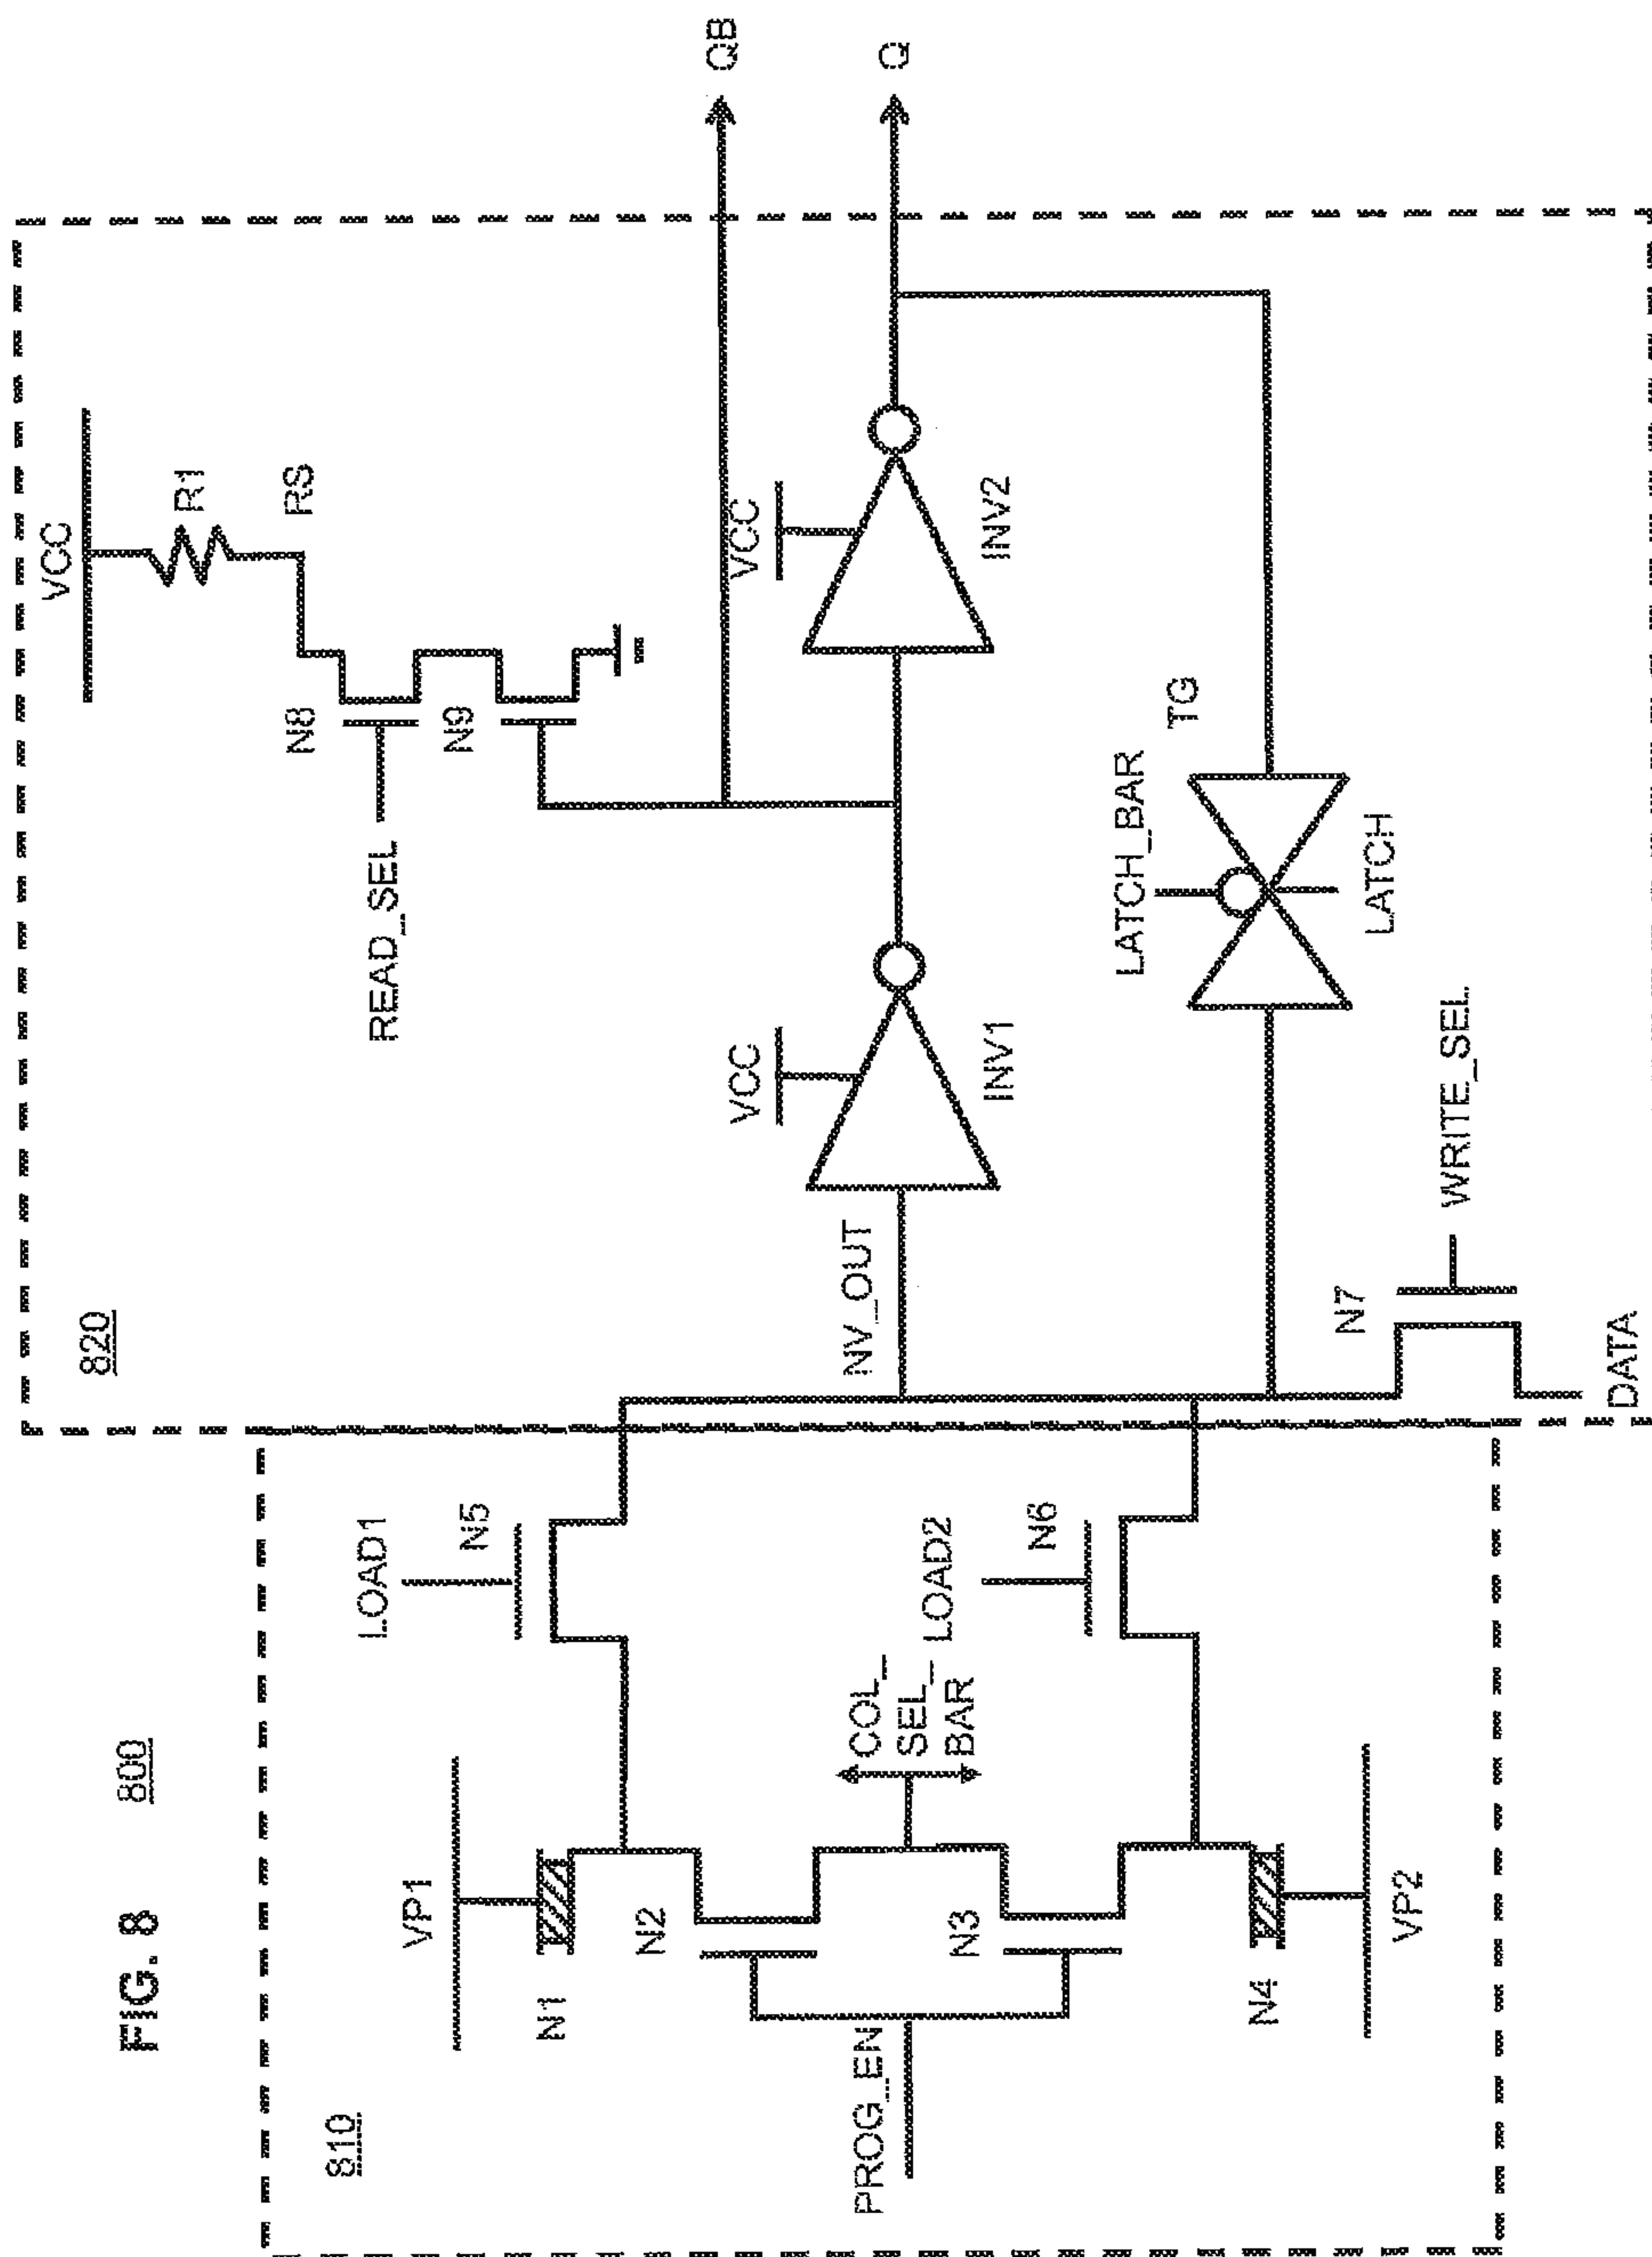 FIG. 8
800
810
820
VP1
N1
N2
PROG_EN
N3
N4
VP2
COL_
SEL_
BAR
LOAD1
N5
LOAD2
N6
NV_OUT
VCC
INV1
VCC
INV2
VCC
R1
RS
N8
READ_SEL
N9
QB
Q
LATCH_BAR
TG
LATCH
N7
WRITE_SEL
DATA